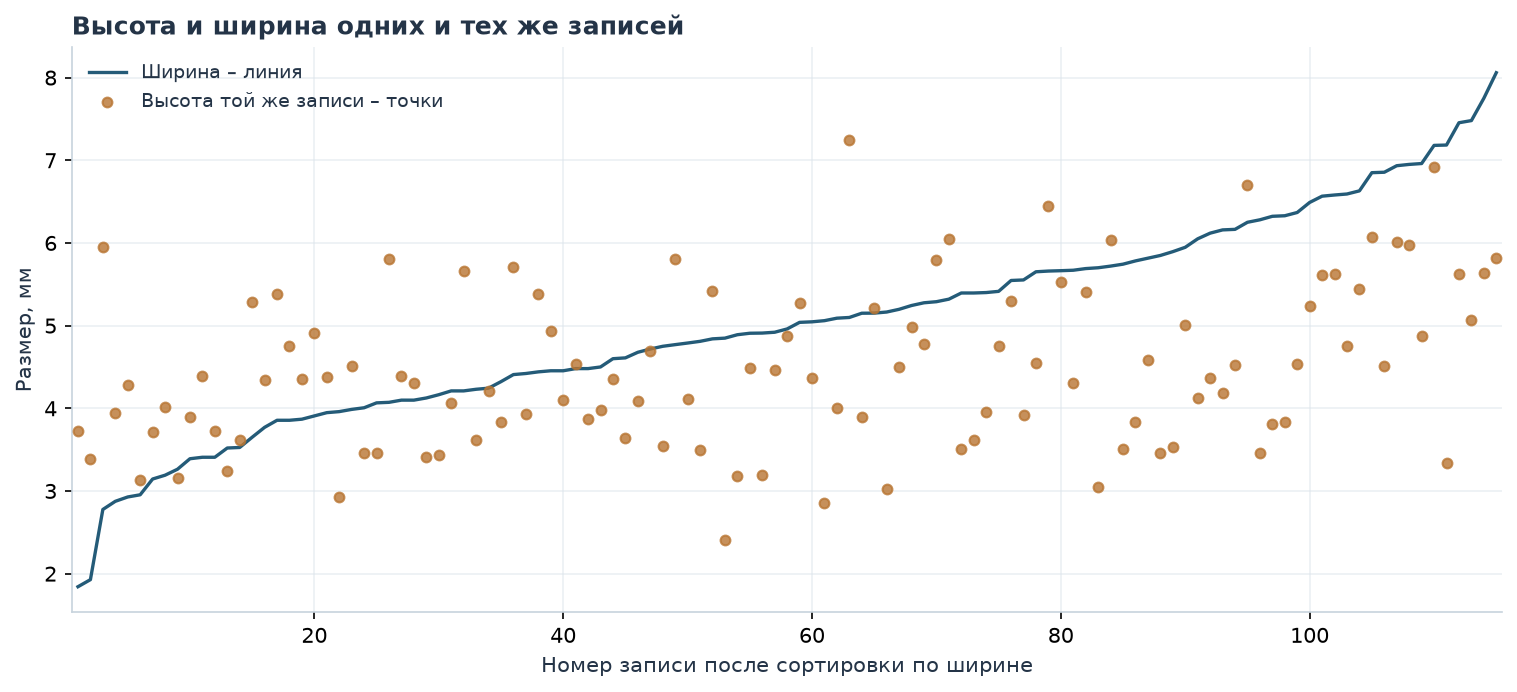 Высота и ширина одних и тех же записей
Ширина – линия
Высота той же записи – точки
Размер, мм
8
7
6
5
4
3
2
20 40 60 80 100
Номер записи после сортировки по ширине